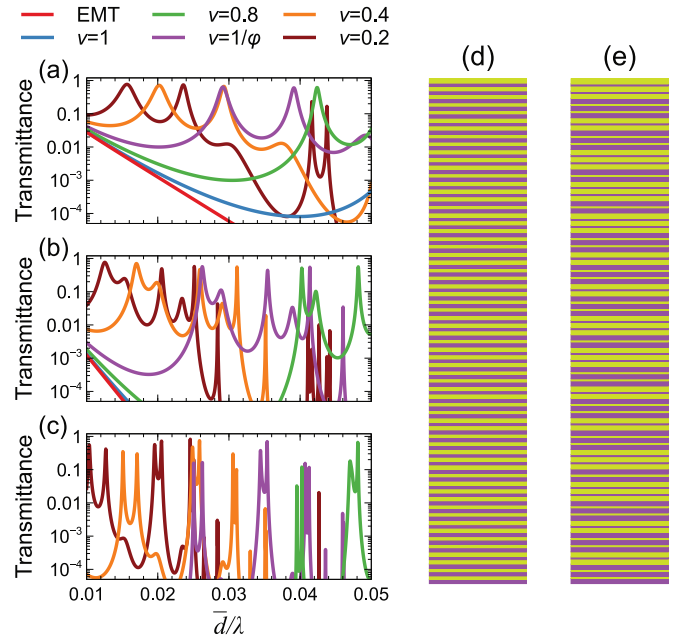 EMT ν=0.8 ν=0.4
ν=1 ν=1/φ ν=0.2
(a)
1
0.1
0.01
10⁻³
10⁻⁴
Transmittance
(b)
1
0.1
0.01
10⁻³
10⁻⁴
Transmittance
(c)
1
0.1
0.01
10⁻³
10⁻⁴
Transmittance
0.01 0.02 0.03 0.04 0.05
d̅/λ
(d) (e)